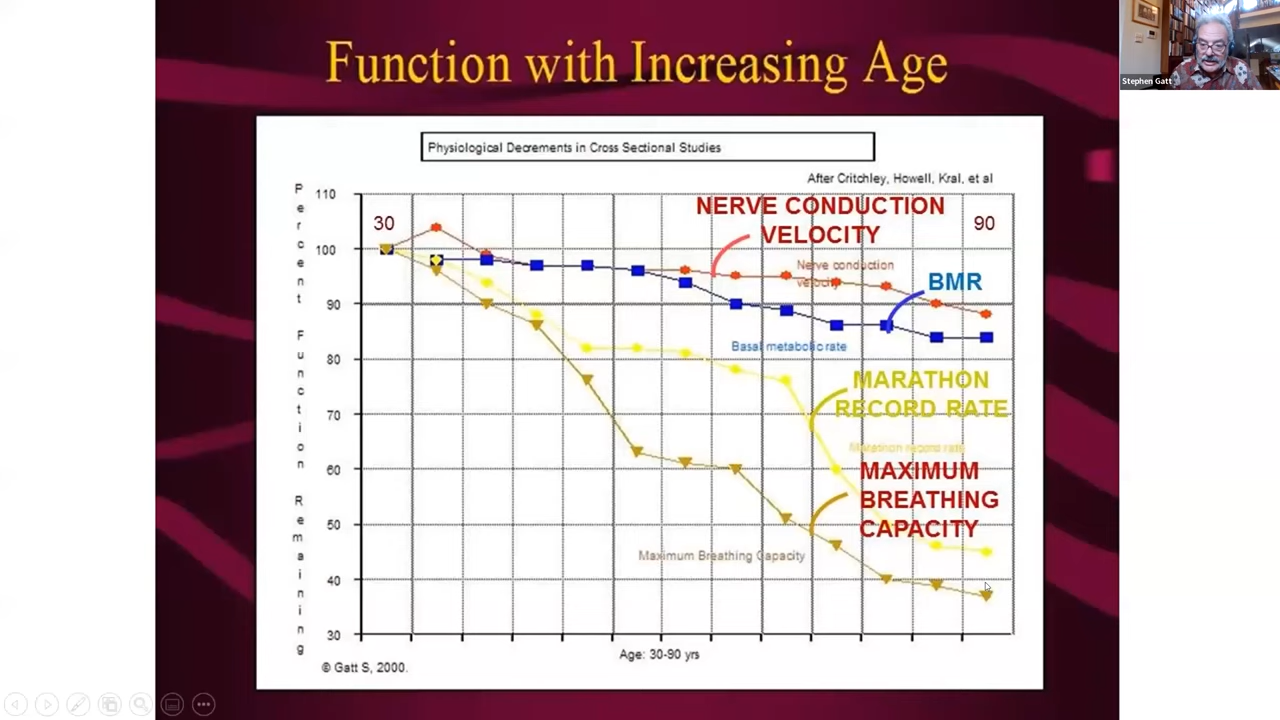 Function with Increasing Age
Stephen Gatt
Physiological Decrements in Cross Sectional Studies
After Critchley, Howell, Kral, et al
Percent Function Remaining
110
100
90
80
70
60
50
40
30
30
90
NERVE CONDUCTION
VELOCITY
Nerve conduction
velocity
BMR
Basal metabolic rate
MARATHON
RECORD RATE
Marathon record rate
MAXIMUM
BREATHING
CAPACITY
Maximum Breathing Capacity
Age: 30-90 yrs
© Gatt S, 2000.